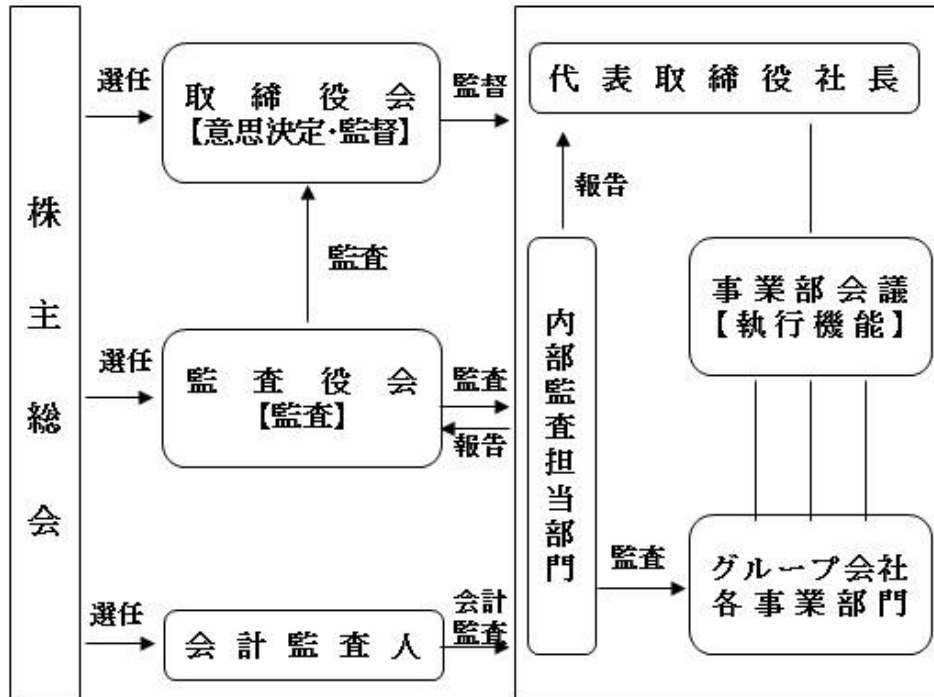 株主総会
選任
取締役会
【意思決定・監督】
監督
代表取締役社長
報告
監査
内部監査担当部門
事業部会議
【執行機能】
選任
監査役会
【監査】
監査
報告
監査
グループ会社
各事業部門
選任
会計監査人
会計
監査